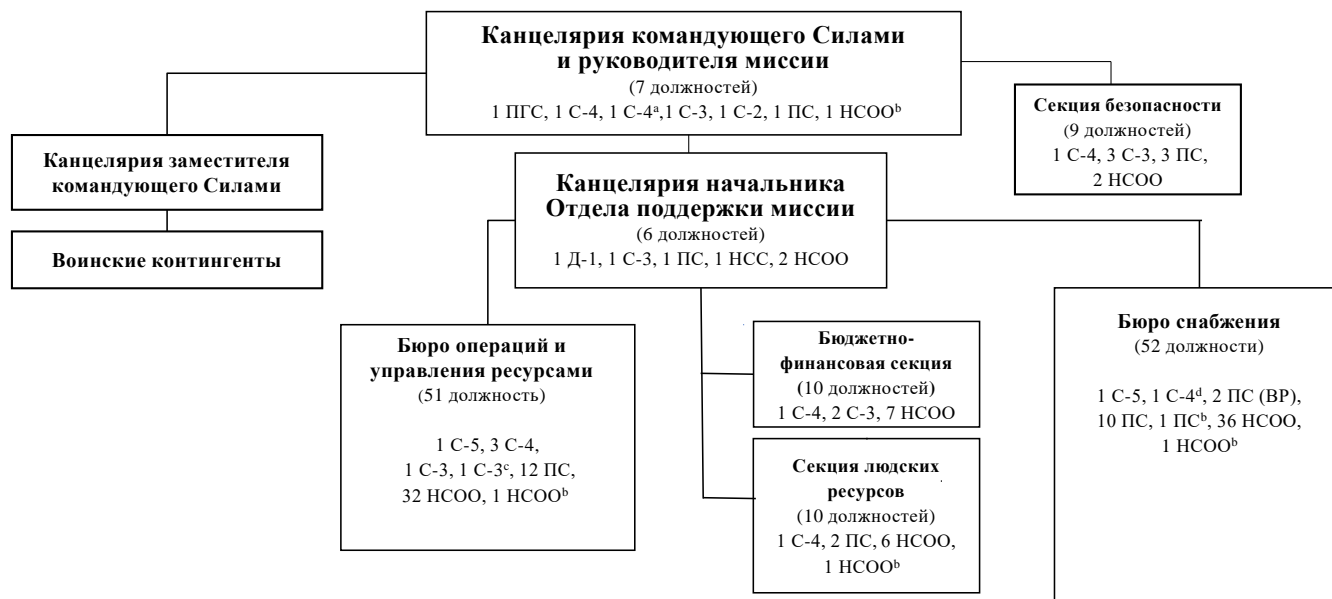 Канцелярия командующего Силами
и руководителя миссии
(7 должностей)
1 ПГС, 1 С-4, 1 С-4ᵃ,1 С-3, 1 С-2, 1 ПС, 1 НСООᵇ
Секция безопасности
(9 должностей)
1 С-4, 3 С-3, 3 ПС,
2 НСОО
Канцелярия заместителя
командующего Силами
Воинские контингенты
Канцелярия начальника
Отдела поддержки миссии
(6 должностей)
1 Д-1, 1 С-3, 1 ПС, 1 НСС, 2 НСОО
Бюро операций и
управления ресурсами
(51 должность)
1 С-5, 3 С-4,
1 С-3, 1 С-3ᶜ, 12 ПС,
32 НСОО, 1 НСООᵇ
Бюджетно-
финансовая секция
(10 должностей)
1 С-4, 2 С-3, 7 НСОО
Секция людских
ресурсов
(10 должностей)
1 С-4, 2 ПС, 6 НСОО,
1 НСООᵇ
Бюро снабжения
(52 должности)
1 С-5, 1 С-4ᵈ, 2 ПС (ВР),
10 ПС, 1 ПСᵇ, 36 НСОО,
1 НСООᵇ